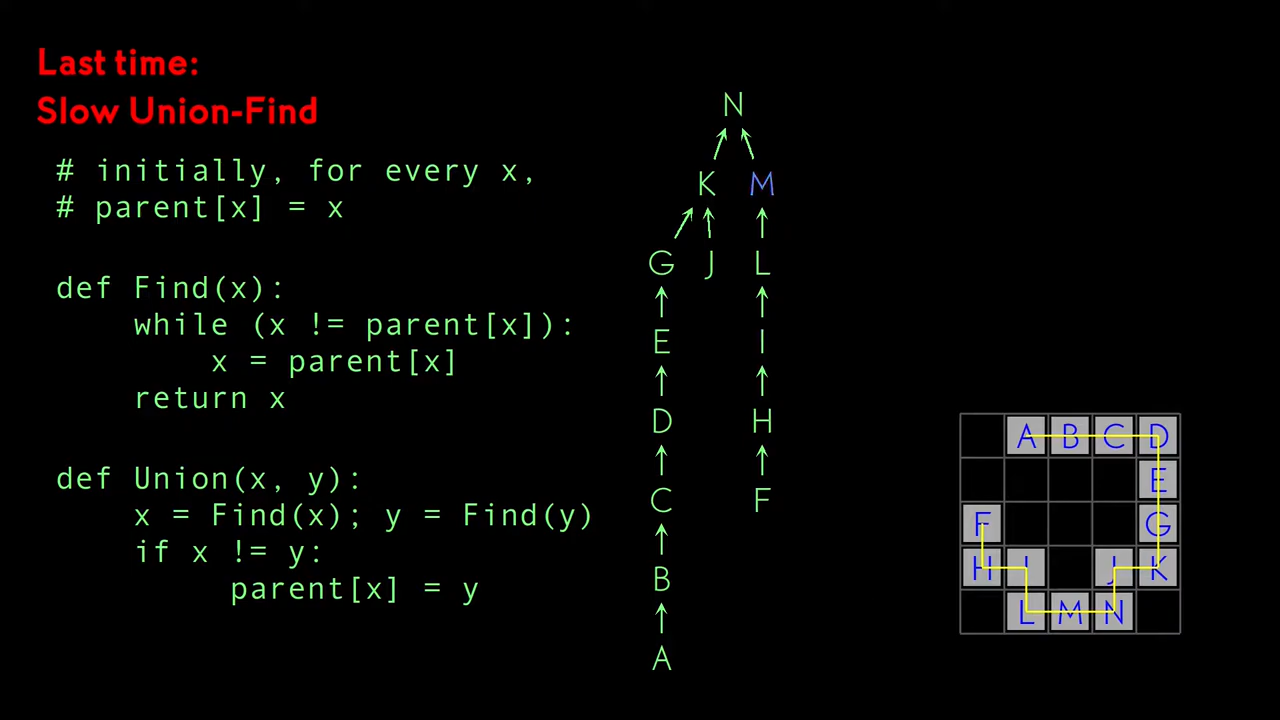 Last time:
Slow Union-Find
# initially, for every x,
# parent[x] = x
def Find(x):
    while (x != parent[x]):
        x = parent[x]
    return x
def Union(x, y):
    x = Find(x); y = Find(y)
    if x != y:
         parent[x] = y
N
K M
G J L
E I
D H
C F
B
A
A B C D
E
F G
H I J K
L M N